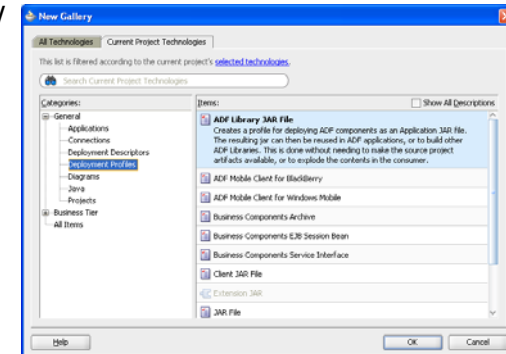 New Gallery
All Technologies Current Project Technologies
This list is filtered according to the current project's selected technologies.
Search Current Project Technologies
Categories:
General
Applications
Connections
Deployment Descriptors
Deployment Profiles
Diagrams
Java
Projects
Business Tier
All Items
Items: Show All Descriptions
ADF Library JAR File
Creates a profile for deploying ADF components as an Application JAR file.
The resulting jar can then be reused in ADF applications, or to build other
ADF Libraries. This is done without needing to make the source project
artifacts available, or to explode the contents in the consumer.
ADF Mobile Client for BlackBerry
ADF Mobile Client for Windows Mobile
Business Components Archive
Business Components EJB Session Bean
Business Components Service Interface
Client JAR File
Extension JAR
JAR File
Help OK Cancel